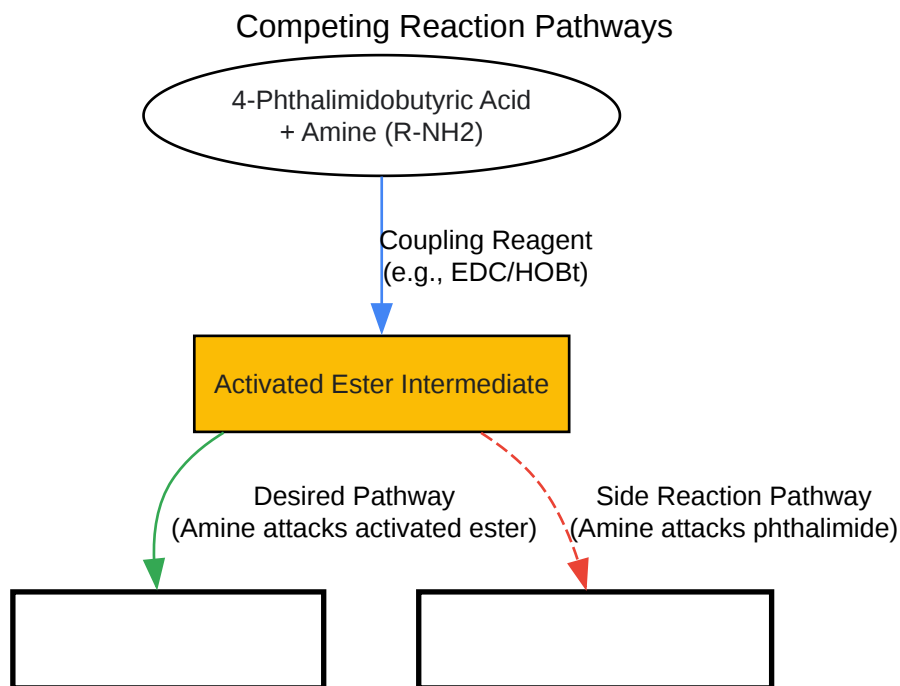 Competing Reaction Pathways
4-Phthalimidobutyric Acid
+ Amine (R-NH2)
Coupling Reagent
(e.g., EDC/HOBt)
Activated Ester Intermediate
Desired Pathway
(Amine attacks activated ester)
Side Reaction Pathway
(Amine attacks phthalimide)